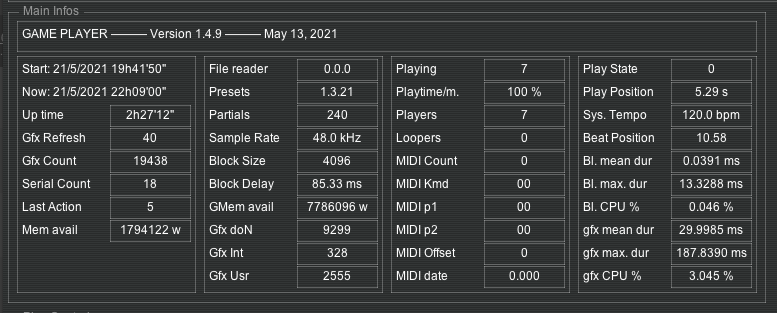 Main Infos
GAME PLAYER ——— Version 1.4.9 ——— May 13, 2021
Start: 21/5/2021 19h41'50"
Now: 21/5/2021 22h09'00"
Up time 2h27'12"
Gfx Refresh 40
Gfx Count 19438
Serial Count 18
Last Action 5
Mem avail 1794122 w
File reader 0.0.0
Presets 1.3.21
Partials 240
Sample Rate 48.0 kHz
Block Size 4096
Block Delay 85.33 ms
GMem avail 7786096 w
Gfx doN 9299
Gfx Int 328
Gfx Usr 2555
Playing 7
Playtime/m. 100 %
Players 7
Loopers 0
MIDI Count 0
MIDI Kmd 00
MIDI p1 00
MIDI p2 00
MIDI Offset 0
MIDI date 0.000
Play State 0
Play Position 5.29 s
Sys. Tempo 120.0 bpm
Beat Position 10.58
Bl. mean dur 0.0391 ms
Bl. max. dur 13.3288 ms
Bl. CPU % 0.046 %
gfx mean dur 29.9985 ms
gfx max. dur 187.8390 ms
gfx CPU % 3.045 %